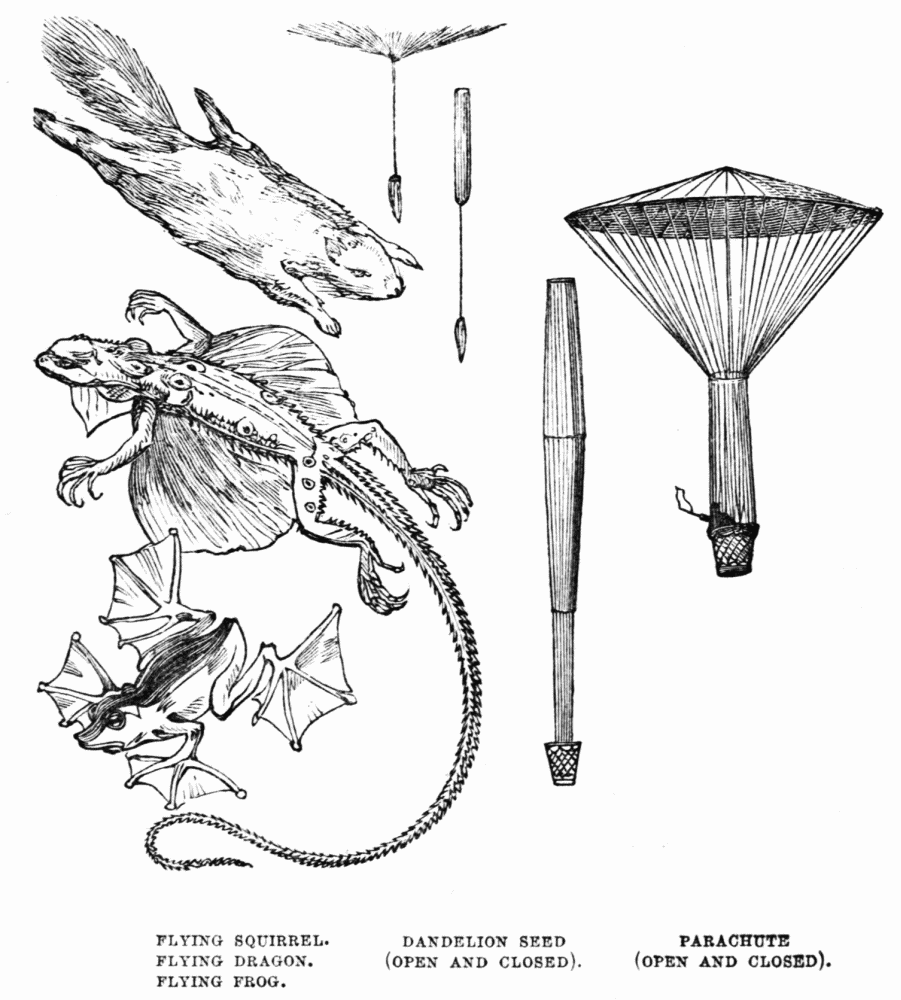 FLYING SQUIRREL.
FLYING DRAGON.
FLYING FROG.
DANDELION SEED
(OPEN AND CLOSED).
PARACHUTE
(OPEN AND CLOSED).